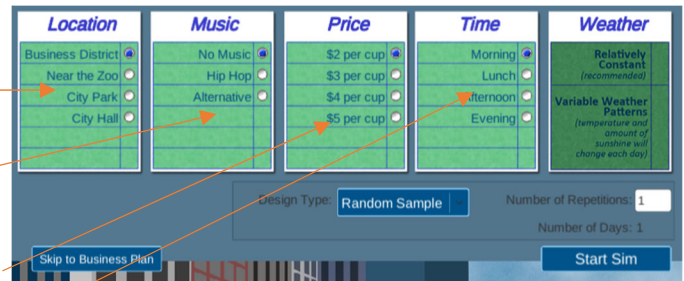 Location
Music
Price
Time
Weather
Business District
Near the Zoo
City Park
City Hall
No Music
Hip Hop
Alternative
$2 per cup
$3 per cup
$4 per cup
$5 per cup
Morning
Lunch
Afternoon
Evening
Relatively
Constant
(recommended)
Variable Weather
Patterns
(temperature and
amount of
sunshine will
change each day)
Design Type: Random Sample
Number of Repetitions: 1
Number of Days: 1
Skip to Business Plan
Start Sim